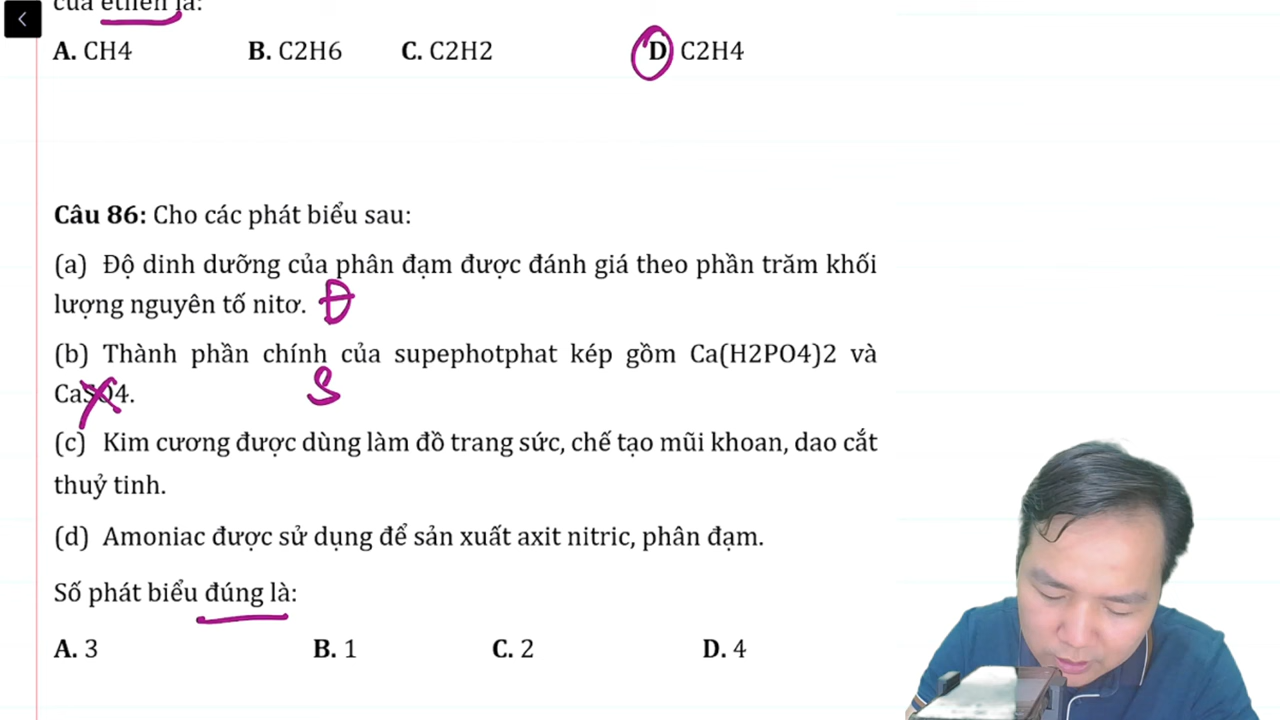 của ethen là:
A. CH4 B. C2H6 C. C2H2 D C2H4
Câu 86: Cho các phát biểu sau:
(a) Độ dinh dưỡng của phân đạm được đánh giá theo phần trăm khối
lượng nguyên tố nitơ. Đ
(b) Thành phần chính của supephotphat kép gồm Ca(H2PO4)2 và
CaSO4. S
(c) Kim cương được dùng làm đồ trang sức, chế tạo mũi khoan, dao cắt
thuỷ tinh.
(d) Amoniac được sử dụng để sản xuất axit nitric, phân đạm.
Số phát biểu đúng là:
A. 3 B. 1 C. 2 D. 4